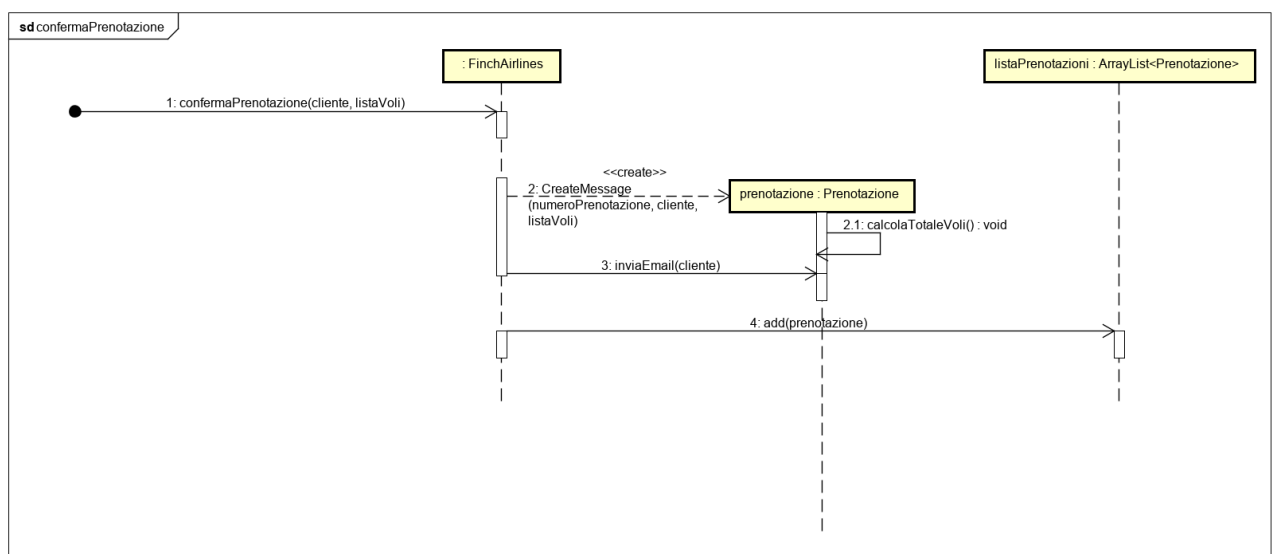 sd confermaPrenotazione
: FinchAirlines
listaPrenotazioni : ArrayList<Prenotazione>
1: confermaPrenotazione(cliente, listaVoli)
<<create>>
2: CreateMessage
(numeroPrenotazione, cliente,
listaVoli)
prenotazione : Prenotazione
2.1: calcolaTotaleVoli() : void
3: inviaEmail(cliente)
4: add(prenotazione)